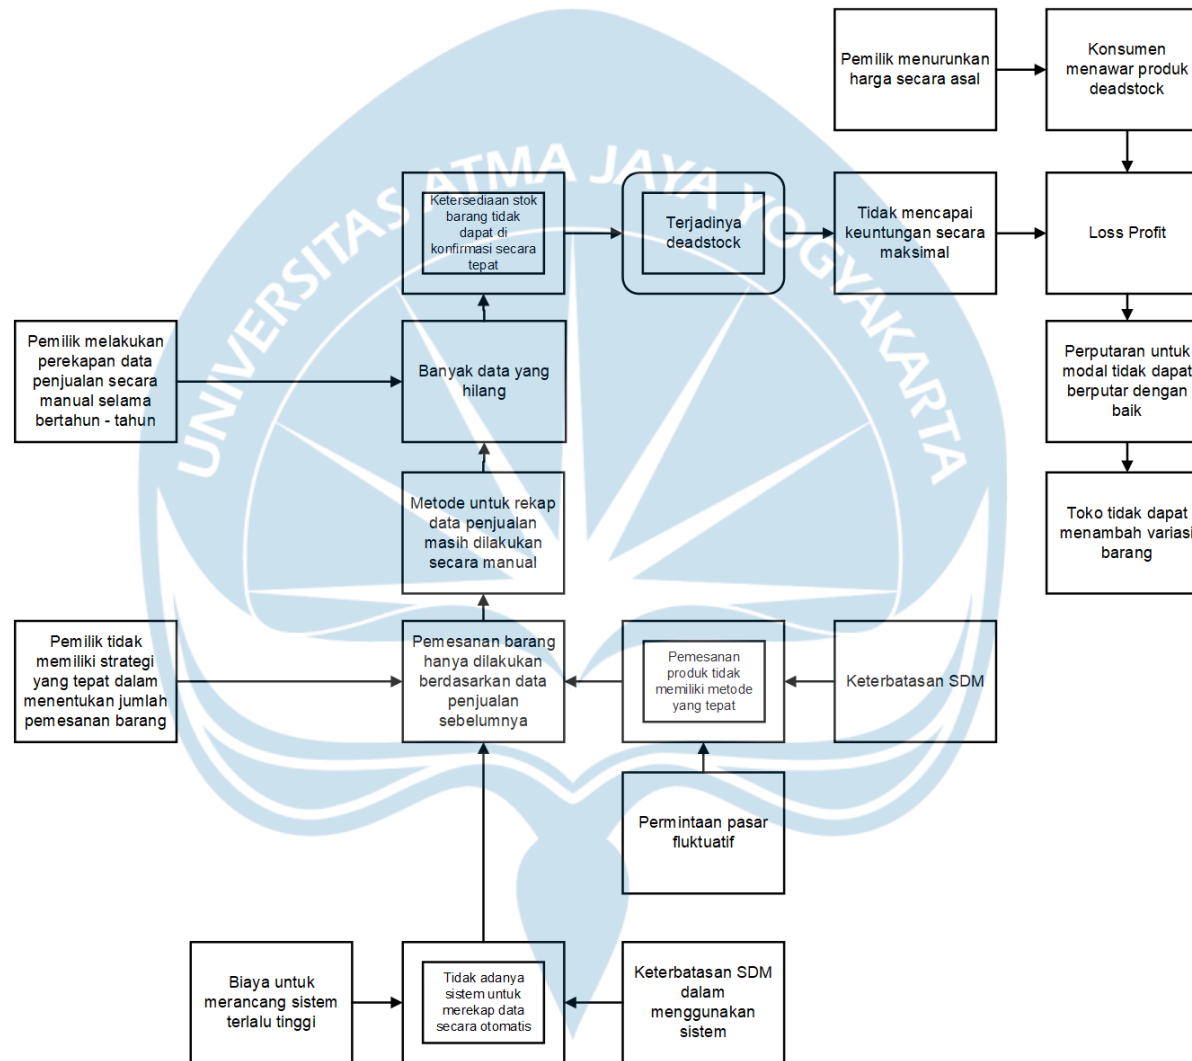 Pemilik menurunkan
harga secara asal
Konsumen
menawar produk
deadstock
UNIVERSITAS ATMA JAYA YOGYAKARTA
Ketersediaan stok
barang tidak
dapat di
konfirmasi secara
tepat
Terjadinya
deadstock
Tidak mencapai
keuntungan secara
maksimal
Loss Profit
Pemilik melakukan
perekapan data
penjualan secara
manual selama
bertahun - tahun
Banyak data yang
hilang
Perputaran untuk
modal tidak dapat
berputar dengan
baik
Metode untuk rekap
data penjualan
masih dilakukan
secara manual
Toko tidak dapat
menambah variasi
barang
Pemilik tidak
memiliki strategi
yang tepat dalam
menentukan jumlah
pemesanan barang
Pemesanan barang
hanya dilakukan
berdasarkan data
penjualan
sebelumnya
Pemesanan
produk tidak
memiliki metode
yang tepat
Keterbatasan SDM
Permintaan pasar
fluktuatif
Biaya untuk
merancang sistem
terlalu tinggi
Tidak adanya
sistem untuk
merekap data
secara otomatis
Keterbatasan SDM
dalam
menggunakan
sistem